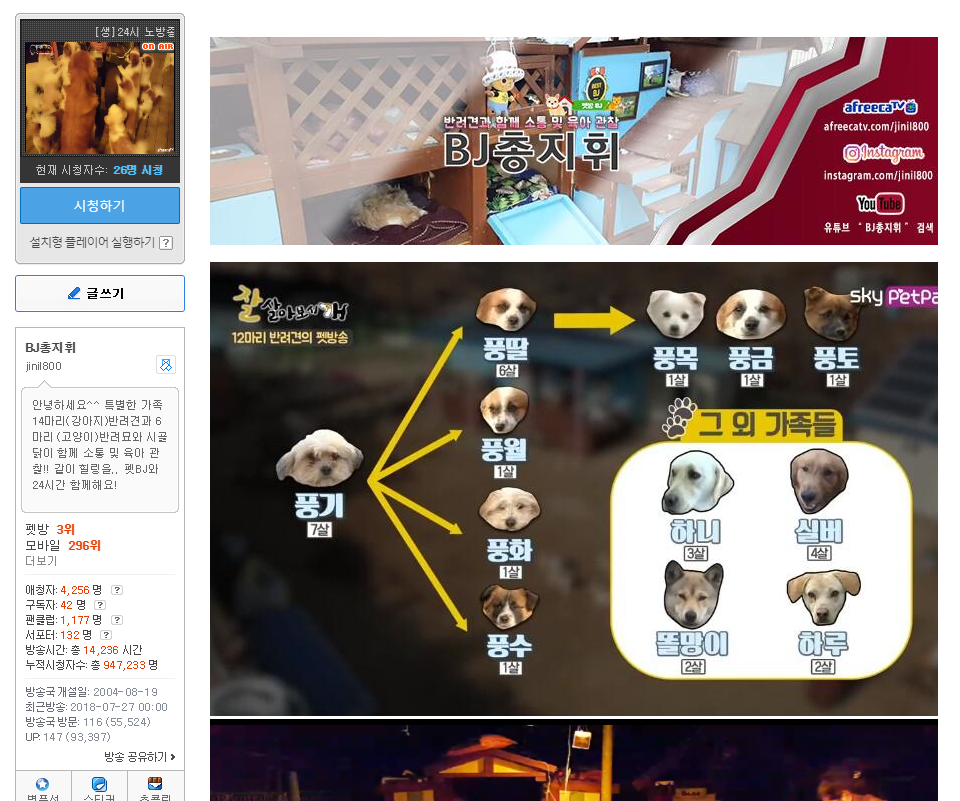 [생]24시 노방종
ON AIR
현재 시청자수: 26명 시청
시청하기
설치형 플레이어 실행하기 ?
글쓰기
BJ총지휘
jinil800
안녕하세요^^ 특별한 가족
14마리(강아지)반려견과 6
마리 (고양이)반려묘와 시골
닭이 함께 소통 및 육아 관
찰!! 같이 힐링을.. 펫BJ와
24시간 함께해요!
펫방 3위
모바일 296위
더보기
애청자: 4,256 명 ?
구독자: 42 명 ?
팬클럽: 1,177 명 ?
서포터: 132 명 ?
방송시간: 총 14,236 시간
누적시청자수: 총 947,233 명
방송국 개설일: 2004-08-19
최근방송: 2018-07-27 00:00
방송국 방문: 116 (55,524)
UP: 147 (93,397)
방송 공유하기
별풍선
스티커
초콜릿
BEST BJ
펫방 BJ
반려견과 함께 소통 및 육아 관찰
BJ총지휘
afreecaTV
afreecatv.com/jinil800
Instagram
instagram.com/jinil800
YouTube
유튜브 “ BJ총지휘 ” 검색
잘 살아보시개
12마리 반려견의 펫방송
sky PetPa
풍기
7살
풍딸
6살
풍월
1살
풍화
1살
풍수
1살
풍목
1살
풍금
1살
풍토
1살
그 외 가족들
하니
3살
실버
4살
똘망이
2살
하루
2살